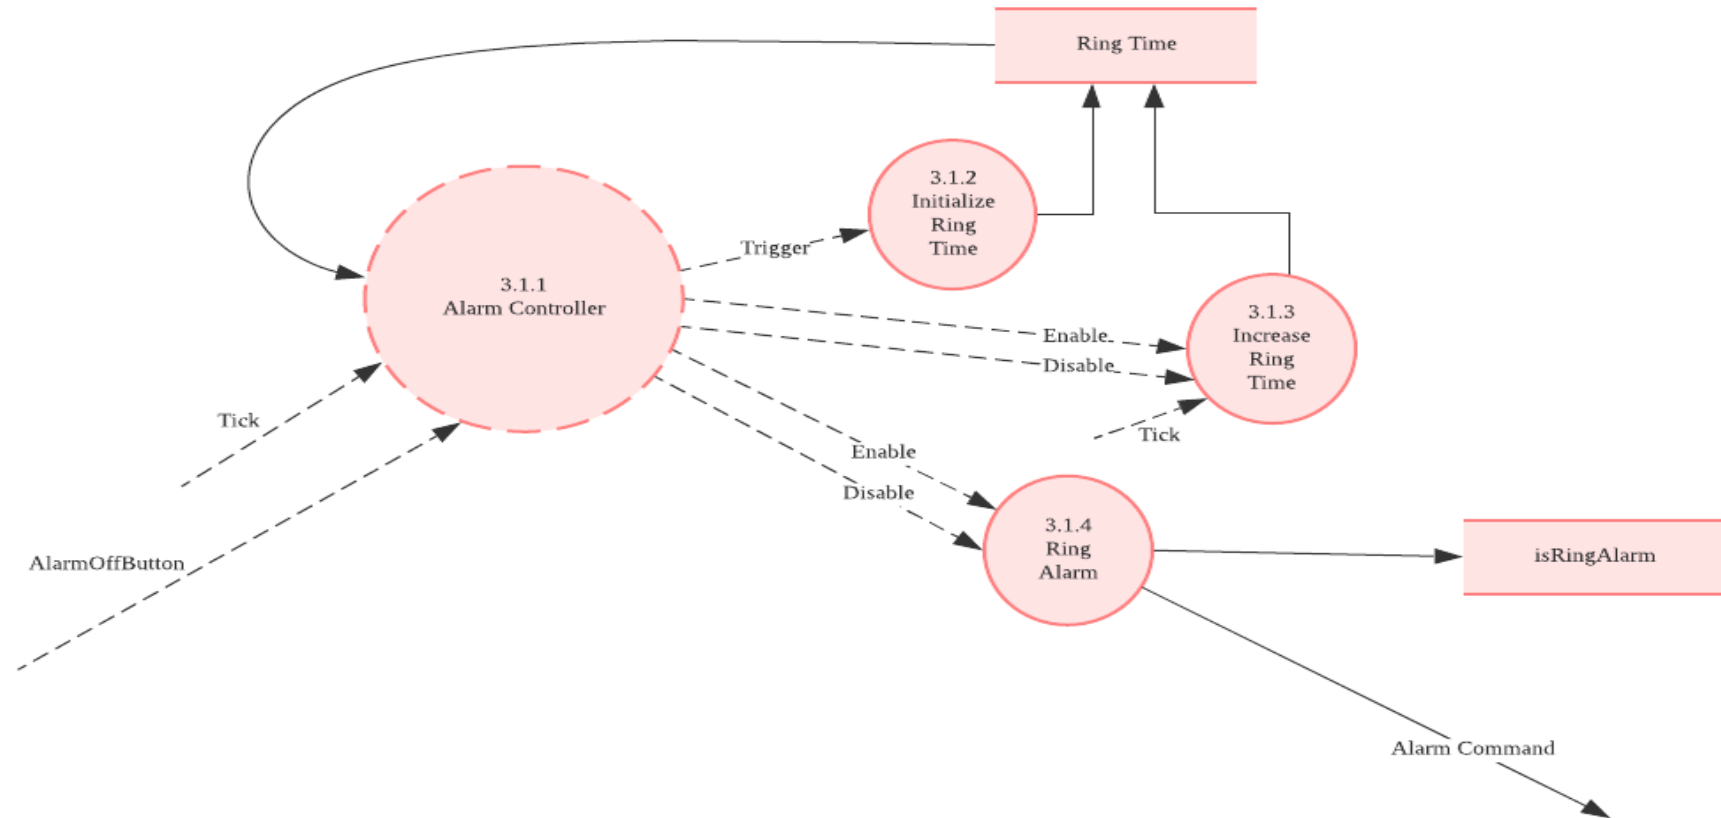 Ring Time
3.1.2
Initialize
Ring
Time
Trigger
3.1.1
Alarm Controller
3.1.3
Increase
Ring
Time
Enable
Disable
Tick
Tick
Enable
Disable
3.1.4
Ring
Alarm
isRingAlarm
AlarmOffButton
Alarm Command